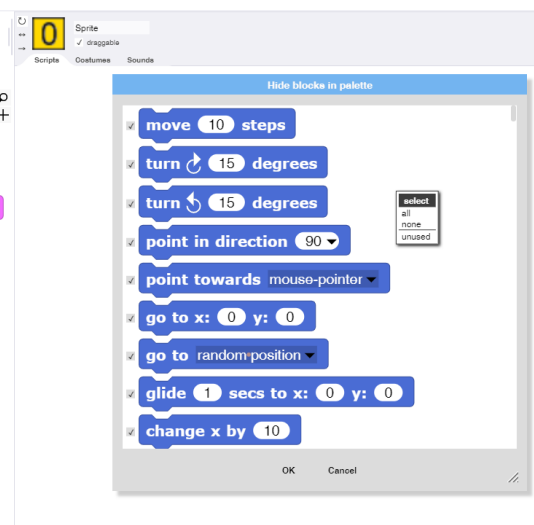 0
Sprite
draggable
Scripts Costumes Sounds
Hide blocks in palette
move 10 steps
turn 15 degrees
turn 15 degrees
select
all
none
unused
point in direction 90
point towards mouse-pointer
go to x: 0 y: 0
go to random position
glide 1 secs to x: 0 y: 0
change x by 10
OK Cancel